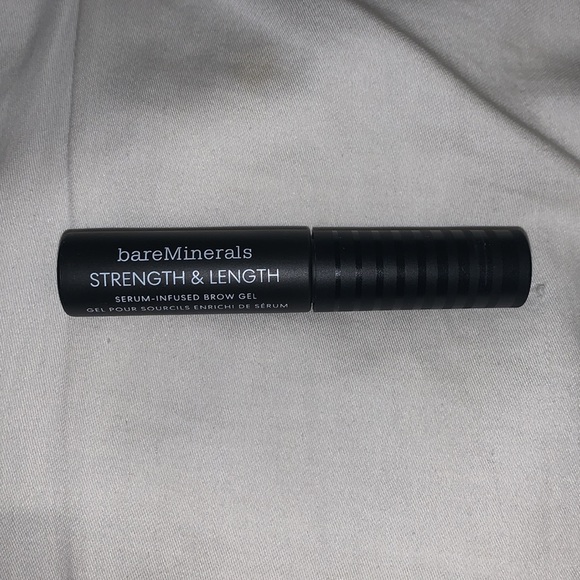 bareMinerals
STRENGTH & LENGTH
SERUM-INFUSED BROW GEL
GEL POUR SOURCILS ENRICHI DE SÉRUM